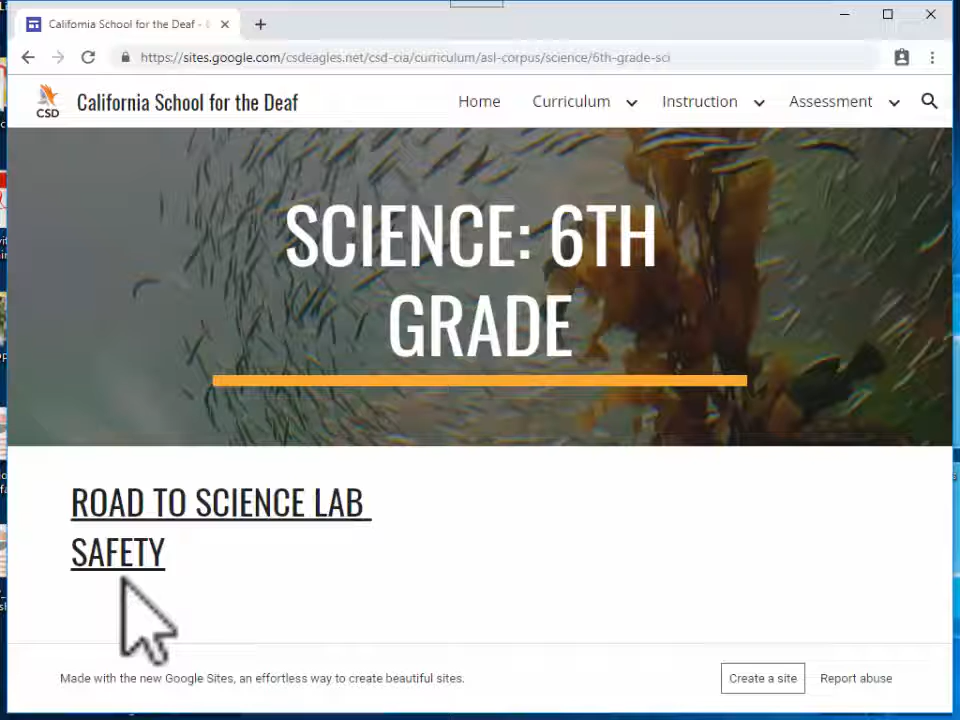 California School for the Deaf -
https://sites.google.com/csdeagles.net/csd-cia/curriculum/asl-corpus/science/6th-grade-sci
CSD
California School for the Deaf
Home
Curriculum
Instruction
Assessment
SCIENCE: 6TH
GRADE
ROAD TO SCIENCE LAB
SAFETY
Made with the new Google Sites, an effortless way to create beautiful sites.
Create a site
Report abuse